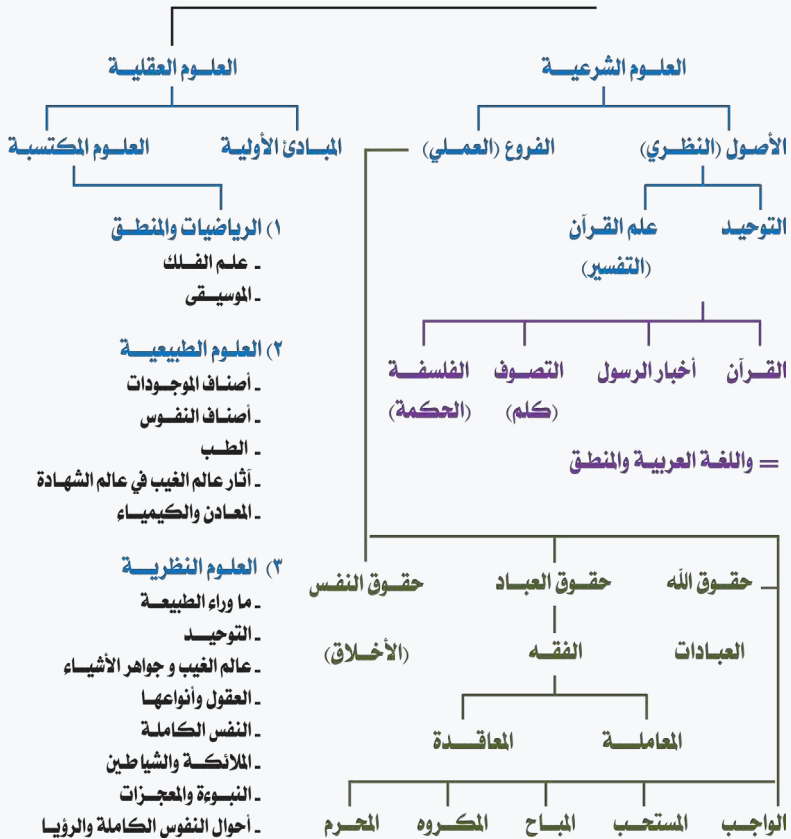 العلوم الشرعية
العلوم العقلية
الأصول (النظري)
الفروع (العملي)
المبادئ الأولية
العلوم المكتسبة
التوحيد
علم القرآن
(التفسير)
القرآن
أخبار الرسول
التصوف
(كلم)
الفلسفة
(الحكمة)
= واللغة العربية والمنطق
حقوق الله
حقوق العباد
حقوق النفس
العبادات
الفقه
(الأخلاق)
المعاملة
المعاقدة
الواجب
المستحب
المباح
المكروه
المحرم
١) الرياضيات والمنطق
- علم الفلك
- الموسيقى
٢) العلوم الطبيعية
- أصناف الموجودات
- أصناف النفوس
- الطب
- آثار عالم الغيب في عالم الشهادة
- المعادن والكيمياء
٣) العلوم النظرية
- ما وراء الطبيعة
- التوحيد
- عالم الغيب و جواهر الأشياء
- العقول وأنواعها
- النفس الكاملة
- الملائكة والشياطين
- النبوءة والمعجزات
- أحوال النفوس الكاملة والرؤيا